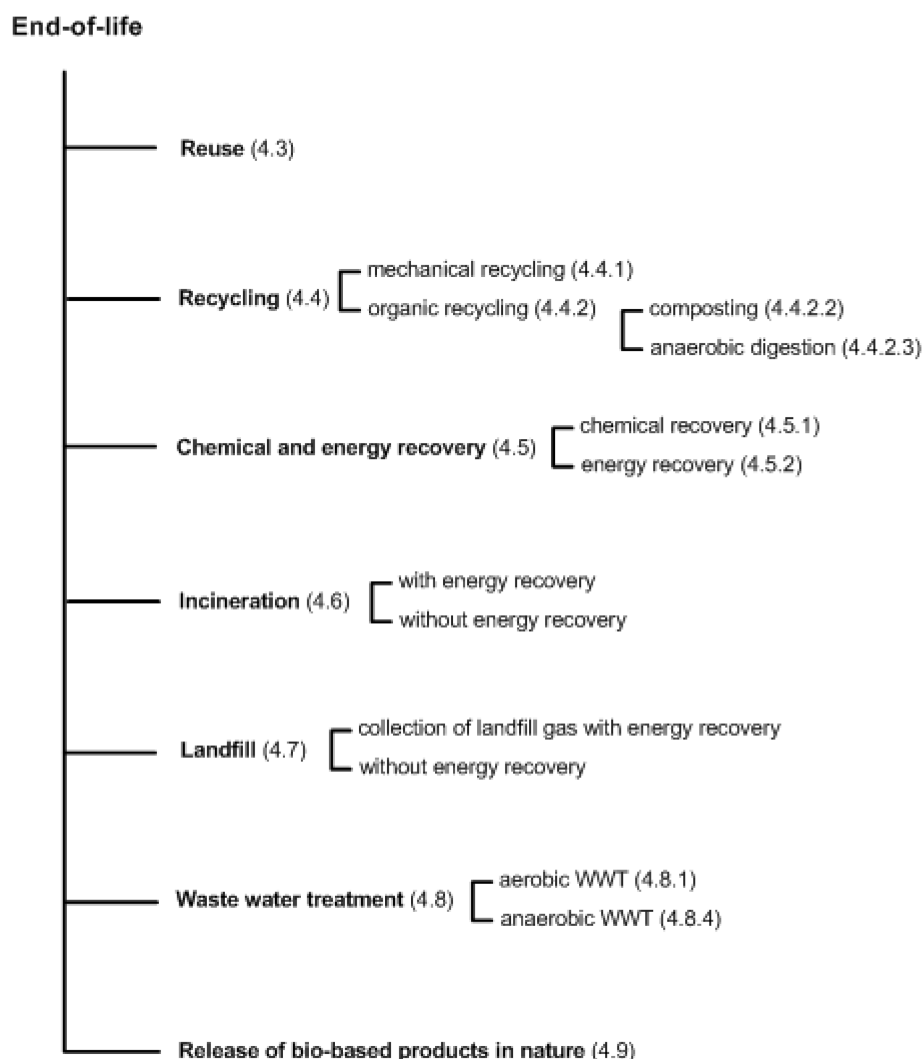 End-of-life
Reuse (4.3)
mechanical recycling (4.4.1)
Recycling (4.4)
organic recycling (4.4.2)
composting (4.4.2.2)
anaerobic digestion (4.4.2.3)
chemical recovery (4.5.1)
Chemical and energy recovery (4.5)
energy recovery (4.5.2)
with energy recovery
Incineration (4.6)
without energy recovery
collection of landfill gas with energy recovery
Landfill (4.7)
without energy recovery
aerobic WWT (4.8.1)
Waste water treatment (4.8)
anaerobic WWT (4.8.4)
Release of bio-based products in nature (4.9)